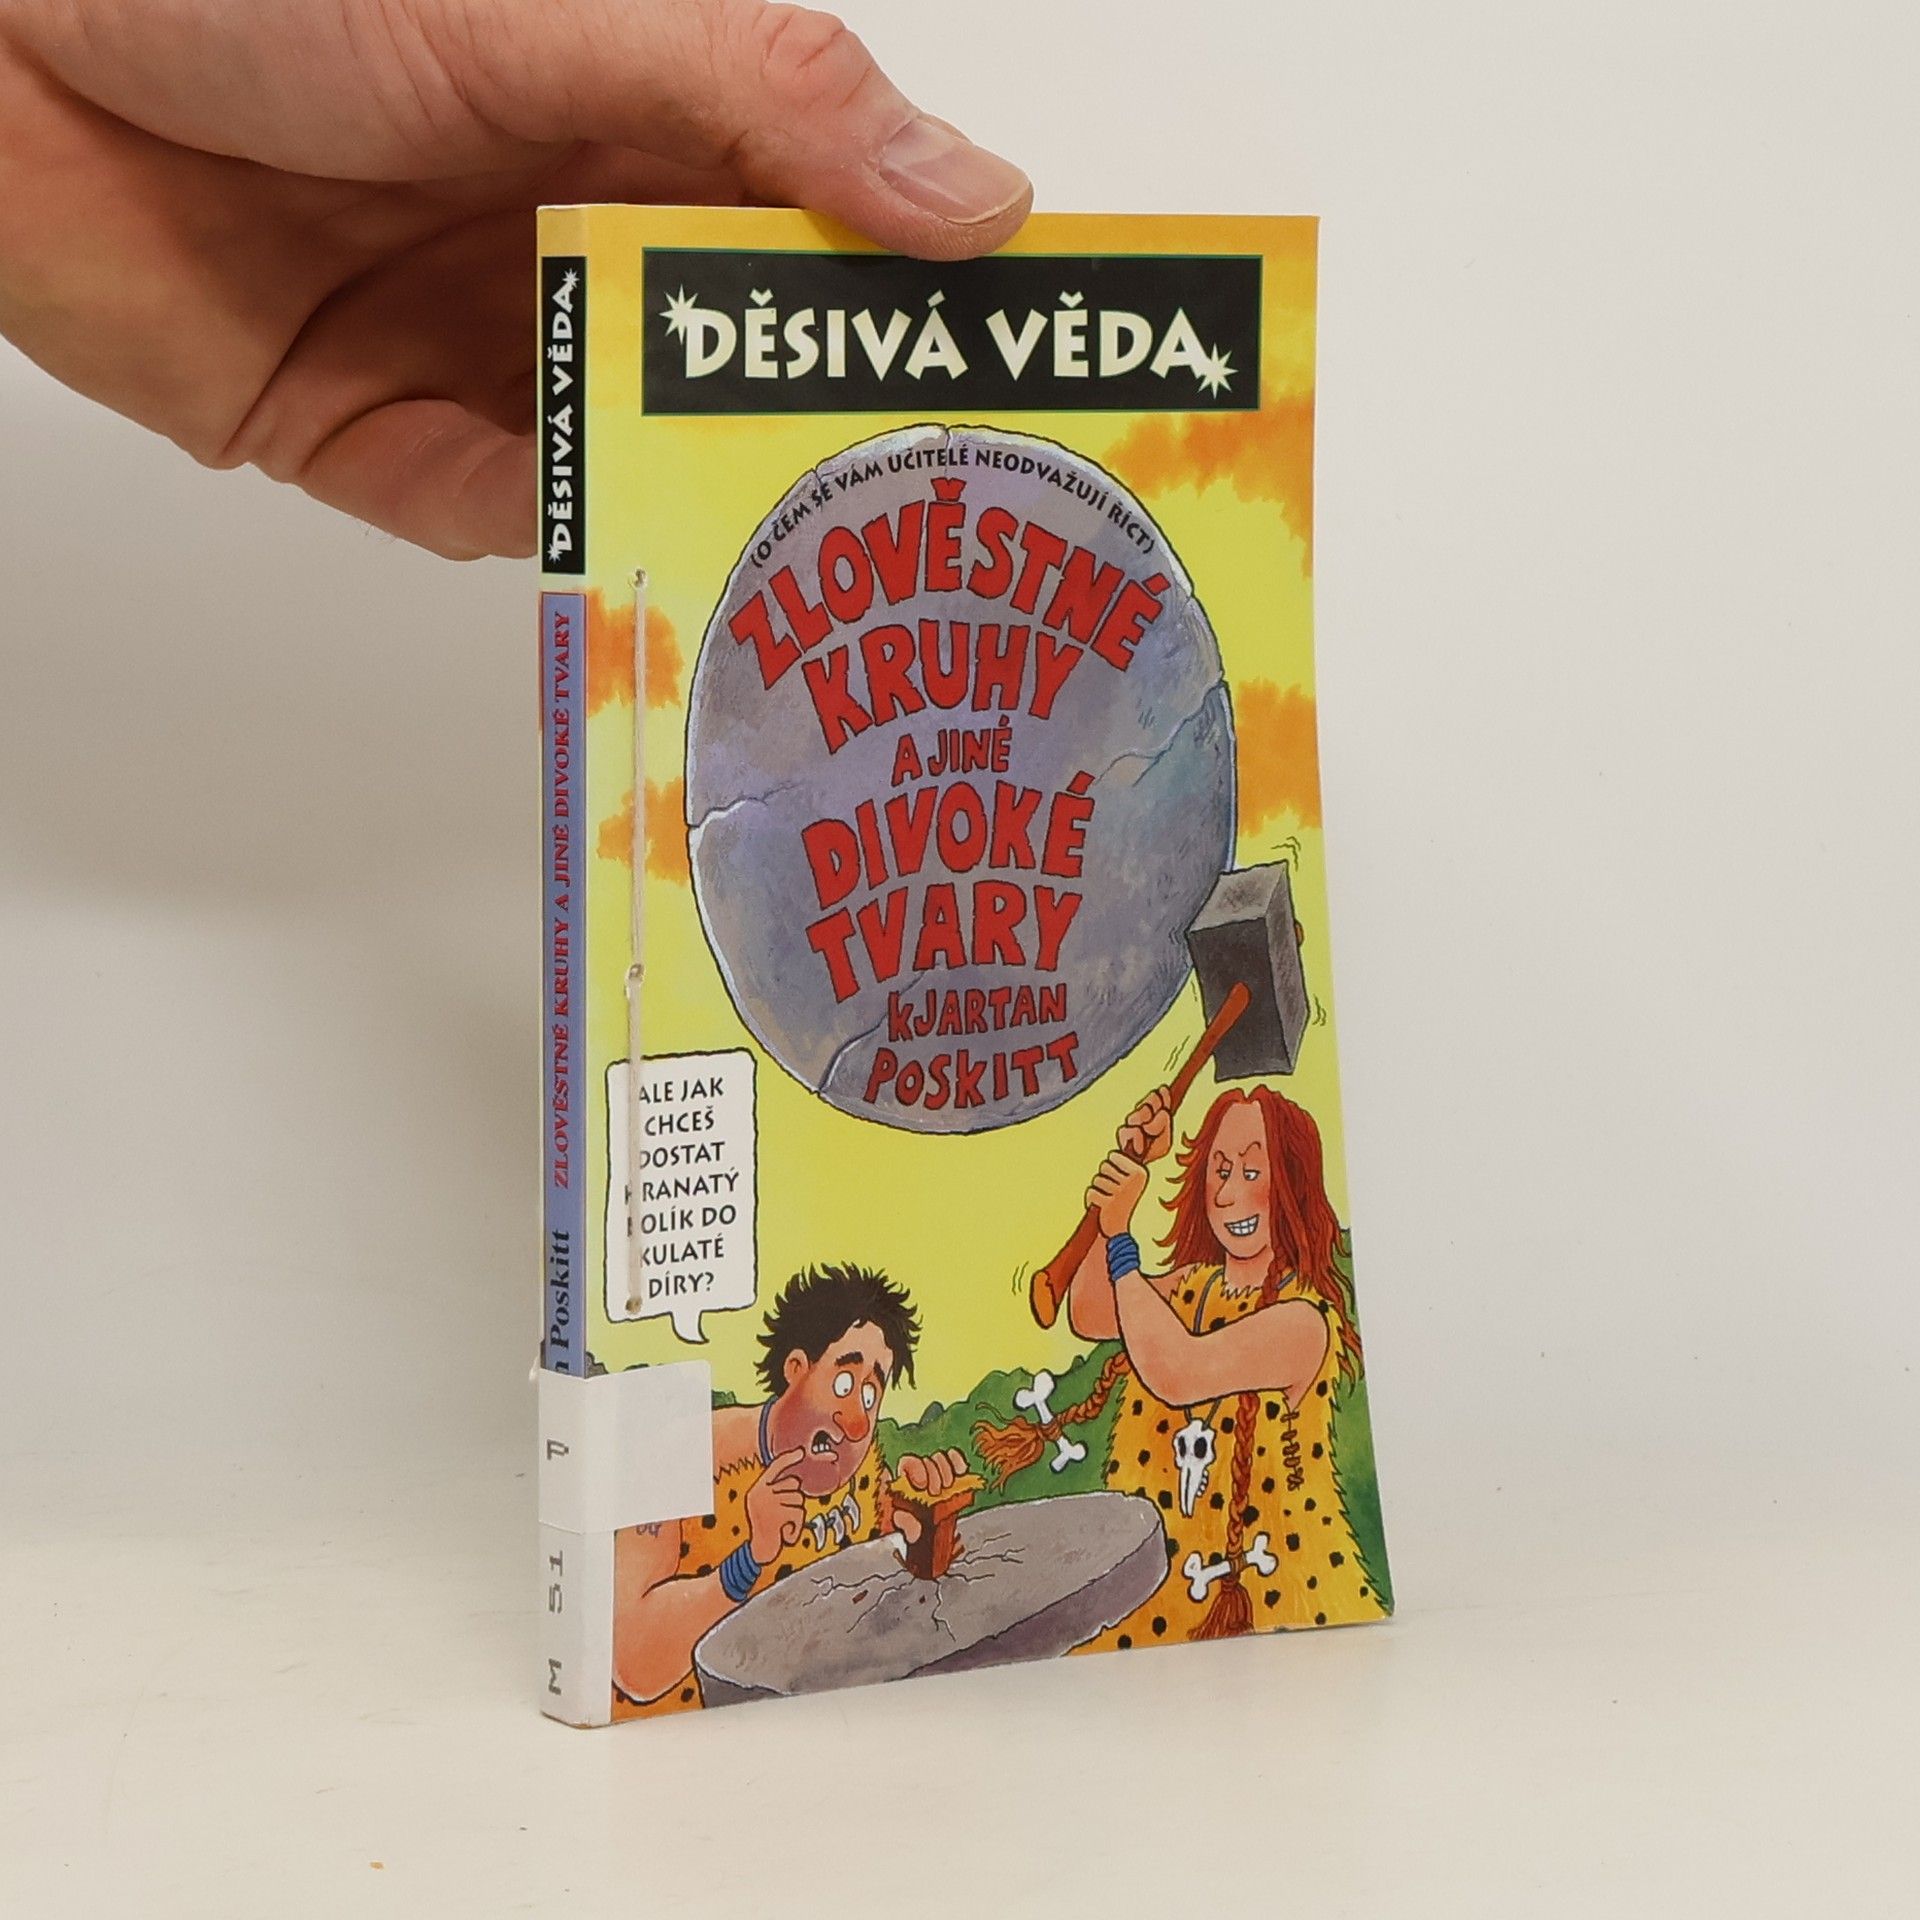 DĚSIVÁ VĚDA
(O ČEM SE VÁM UČITELÉ NEODVAŽUJÍ ŘÍCT)
ZLOVĚSTNÉ
KRUHY
A JINÉ
DIVOKÉ
TVARY
KJARTAN
POSKITT
ALE JAK
CHCEŠ
DOSTAT
HRANATÝ
KOLÍK DO
KULATÉ
DÍRY?
DĚSIVÁ VĚDA
ZLOVĚSTNÉ KRUHY A JINÉ DIVOKÉ TVARY
Poskitt
M 51 P